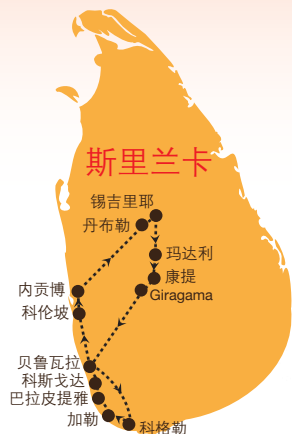 斯里兰卡
锡吉里耶
丹布勒
玛达利
康提
Giragama
内贡博
科伦坡
贝鲁瓦拉
科斯戈达
巴拉皮提雅
加勒
科格勒